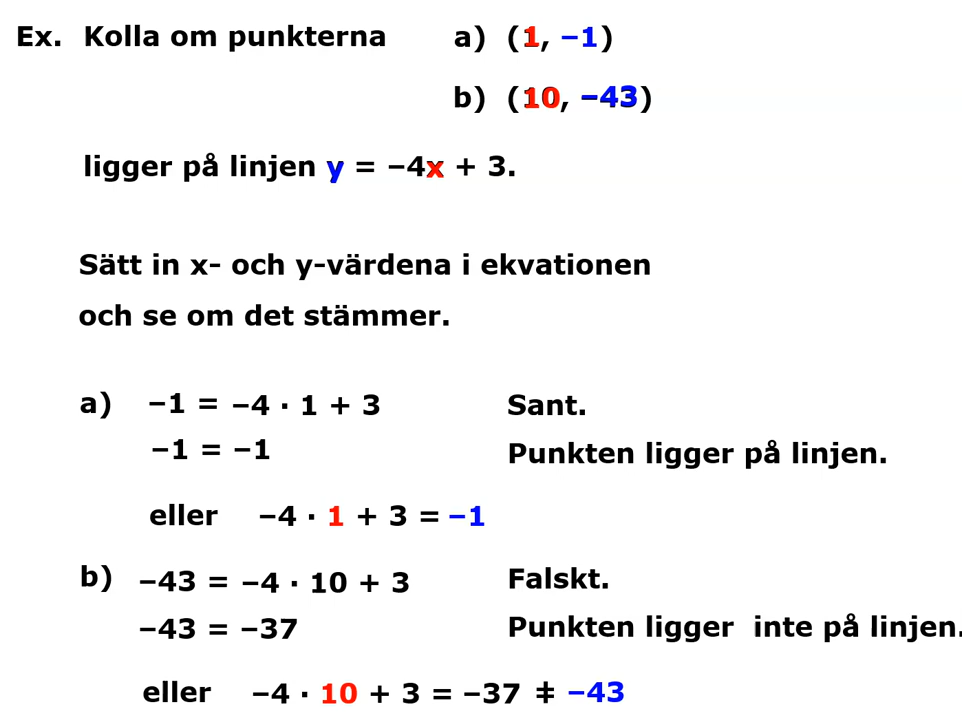 Ex. Kolla om punkterna a) (1, –1)
b) (10, –43)
ligger på linjen y = –4x + 3.
Sätt in x- och y-värdena i ekvationen
och se om det stämmer.
a) –1 = –4 · 1 + 3 Sant.
–1 = –1 Punkten ligger på linjen.
eller –4 · 1 + 3 = –1
b) –43 = –4 · 10 + 3 Falskt.
–43 = –37 Punkten ligger inte på linjen.
eller –4 · 10 + 3 = –37 ≠ –43